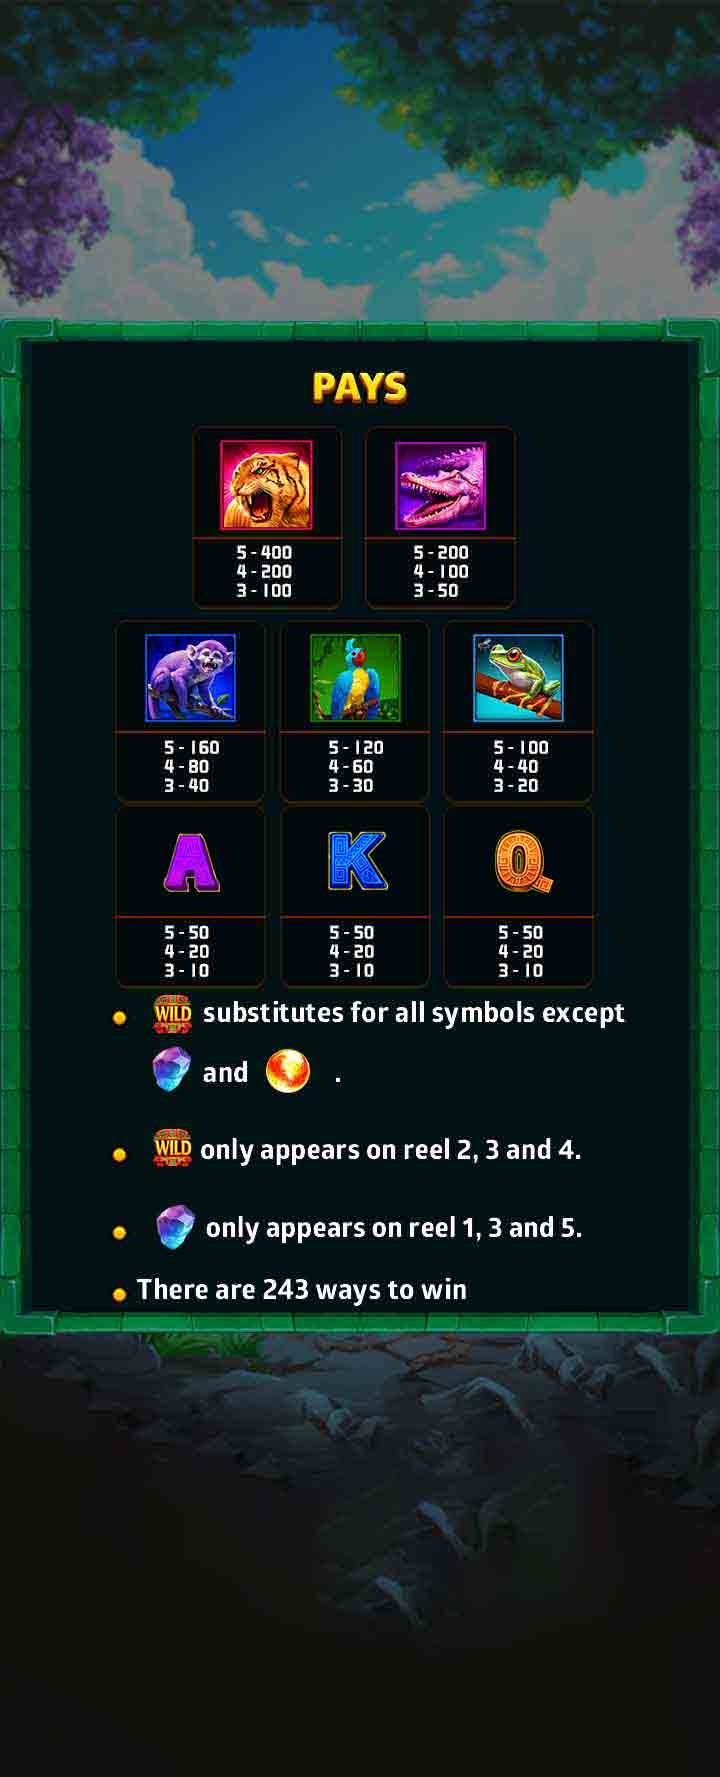 PAYS
5 - 400
4 - 200
3 - 100
5 - 200
4 - 100
3 - 50
5 - 160
4 - 80
3 - 40
5 - 120
4 - 60
3 - 30
5 - 100
4 - 40
3 - 20
A
5 - 50
4 - 20
3 - 10
K
5 - 50
4 - 20
3 - 10
Q
5 - 50
4 - 20
3 - 10
WILD substitutes for all symbols except
and .
WILD only appears on reel 2, 3 and 4.
only appears on reel 1, 3 and 5.
There are 243 ways to win